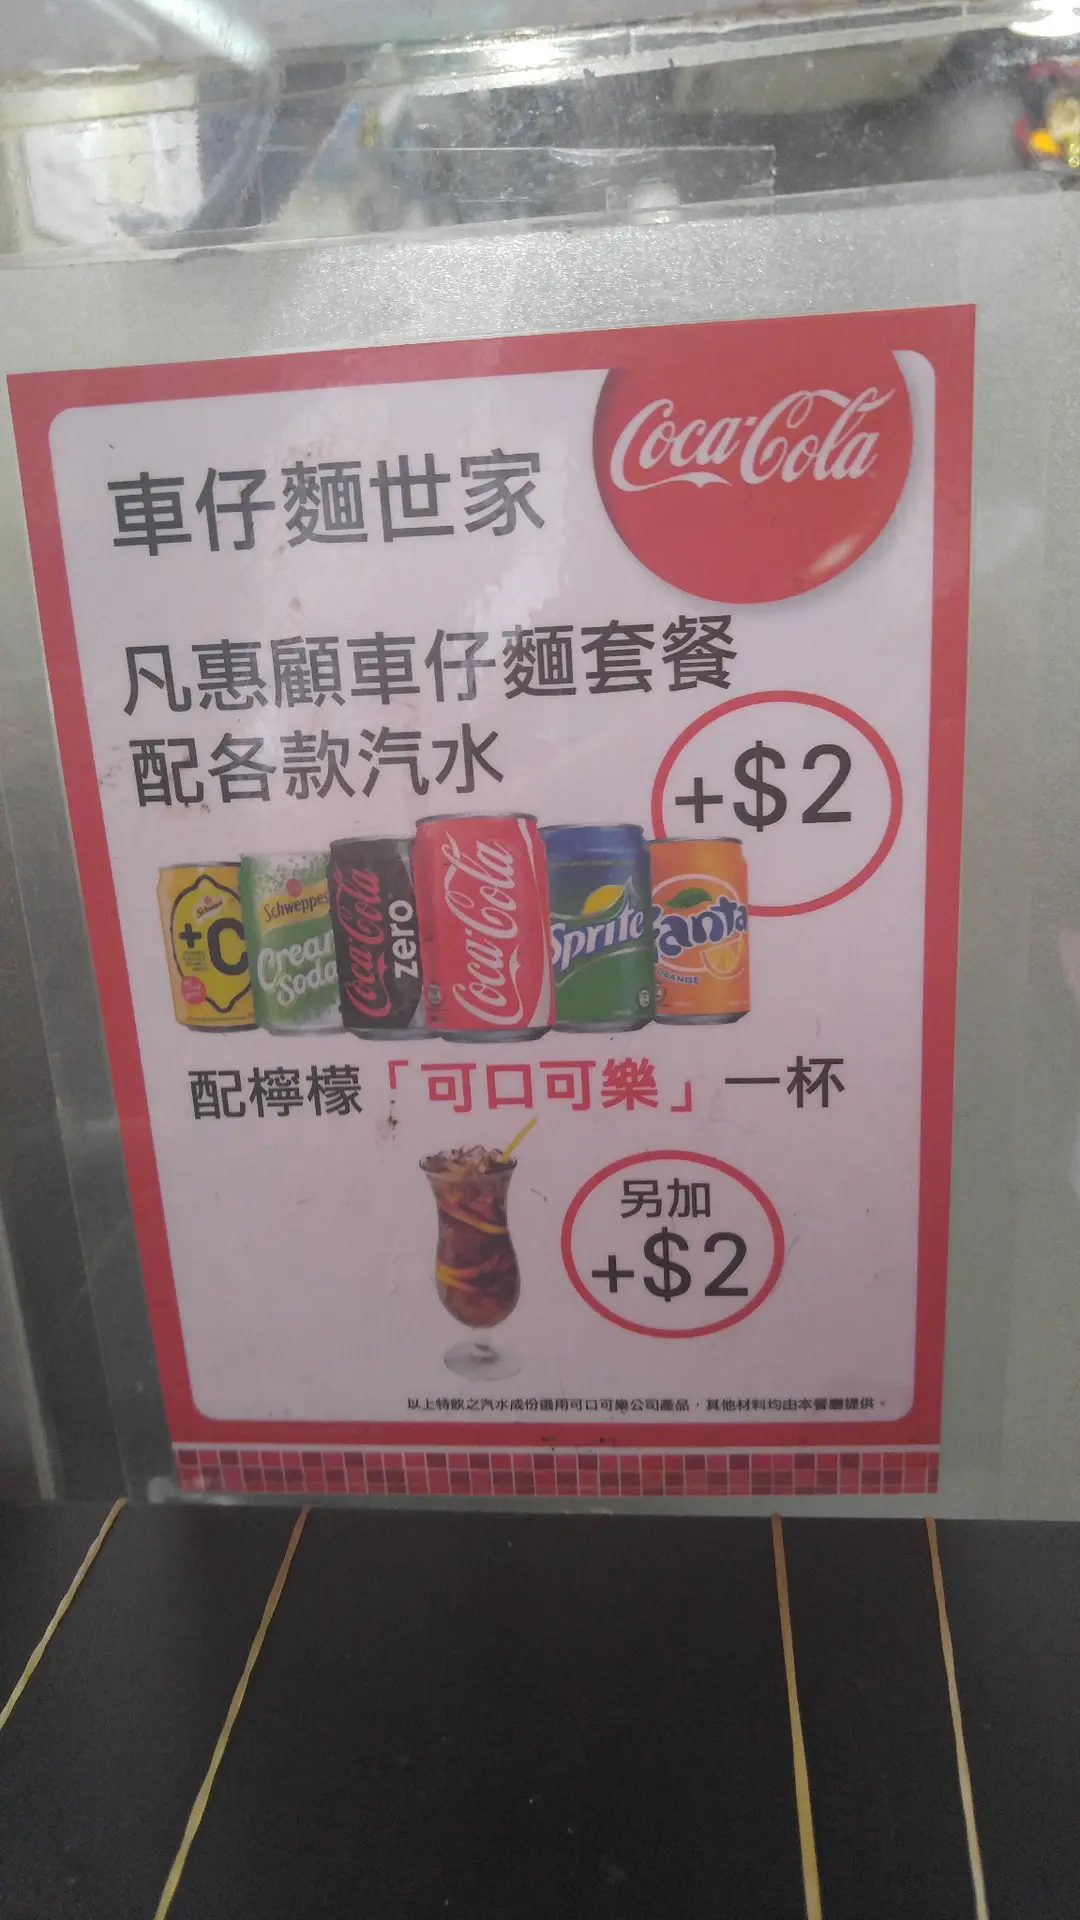 Coca-Cola
車仔麵世家
凡惠顧車仔麵套餐
配各款汽水
+$2
+C
Schweppes
Cream
Soda
Coca-Cola
zero
Coca-Cola
Sprite
Fanta
ORANGE
配檸檬「可口可樂」一杯
另加
+$2
以上特飲之汽水成份選用可口可樂公司產品，其他材料均由本餐廳提供。